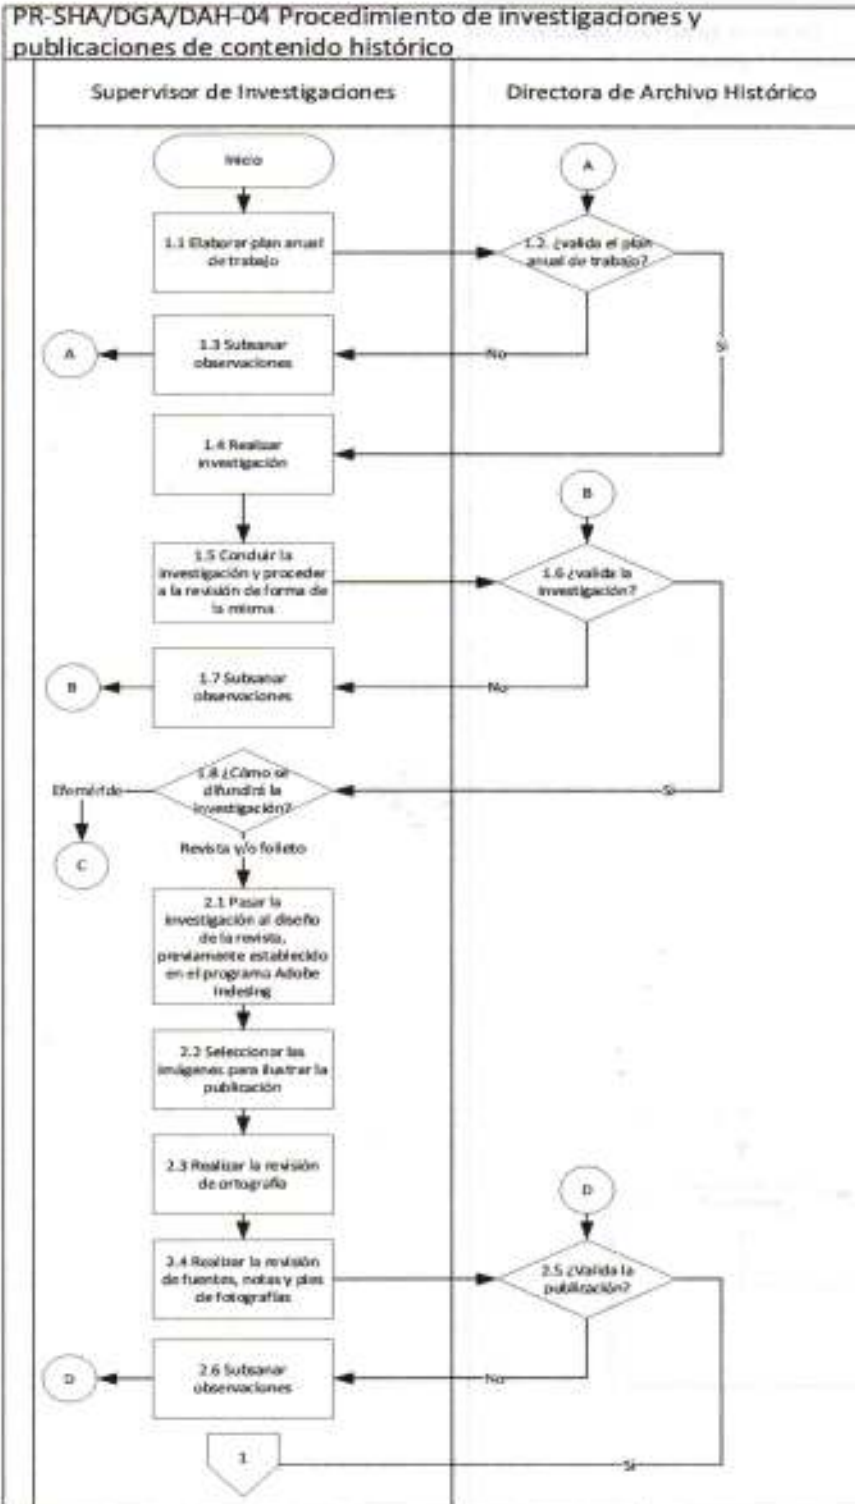 PR-SHA/DGA/DAH-04 Procedimiento de investigaciones y
publicaciones de contenido histórico
Supervisor de Investigaciones
Directora de Archivo Histórico
Inicio
A
1.1 Elaborar plan anual
de trabajo
1.2. ¿valida el plan
anual de trabajo?
A
1.3 Subsanar
observaciones
No
Si
1.4 Realizar
investigación
B
1.5 Concluir la
investigación y proceder
a la revisión de forma de
la misma
1.6 ¿valida la
investigación?
B
1.7 Subsanar
observaciones
No
Efeméride
1.8 ¿Cómo se
difundirá la
investigación?
Si
C
Revista y/o folleto
2.1 Pasar la
investigación al diseño
de la revista,
previamente establecido
en el programa Adobe
Indesing
2.2 Seleccionar las
imágenes para ilustrar la
publicación
2.3 Realizar la revisión
de ortografía
D
2.4 Realizar la revisión
de fuentes, notas y pies
de fotografías
2.5 ¿Valida la
publicación?
D
2.6 Subsanar
observaciones
No
1
Si